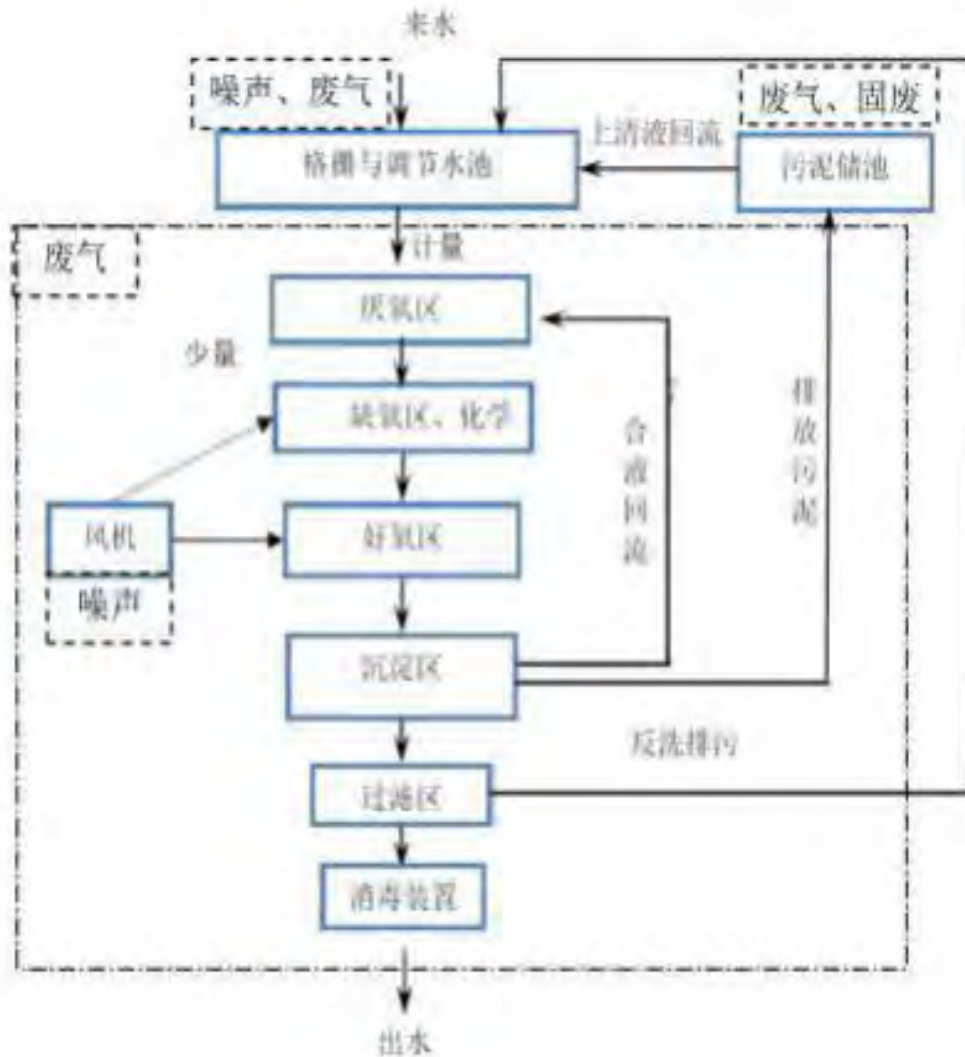 来水
噪声、废气
废气、固废
上清液回流
格栅与调节水池
污泥储池
废气
计量
厌氧区
少量
缺氧区、化学
合液回流
排放污泥
风机
好氧区
噪声
沉淀区
反洗排污
过滤区
消毒装置
出水